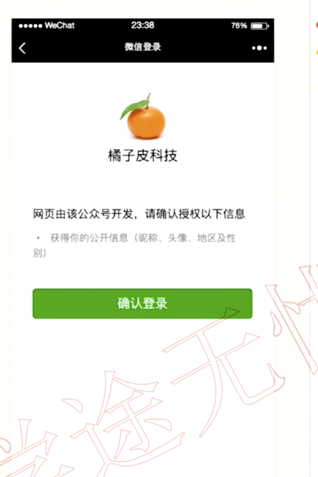 WeChat 23:38 76%
微信登录
橘子皮科技
网页由该公众号开发，请确认授权以下信息
• 获得你的公开信息（昵称、头像、地区及性
别）
确认登录
学途无忧